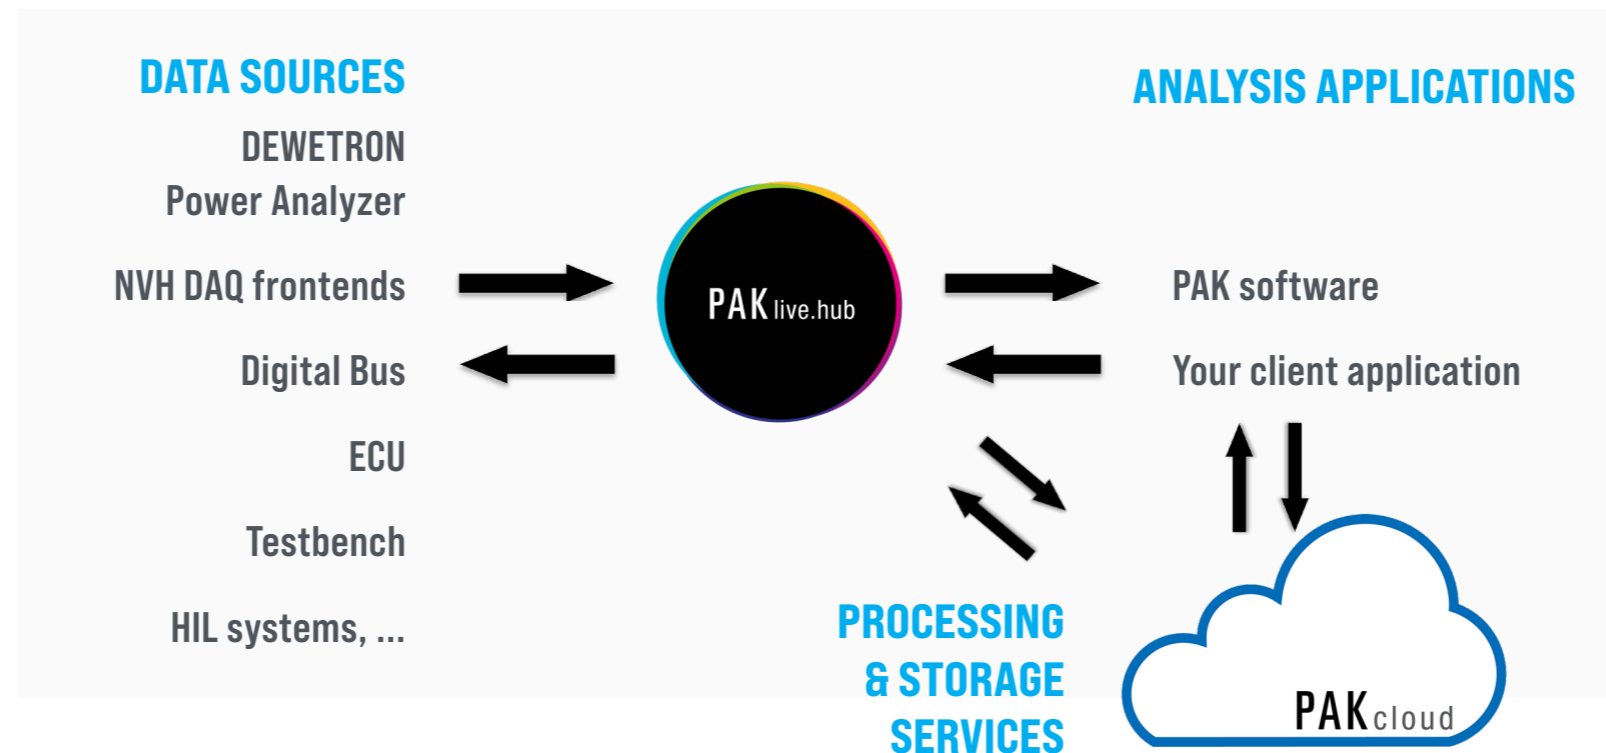 DATA SOURCES
DEWETRON
Power Analyzer
NVH DAQ frontends
Digital Bus
ECU
Testbench
HIL systems, ...
PAK live.hub
ANALYSIS APPLICATIONS
PAK software
Your client application
PROCESSING
& STORAGE
SERVICES
PAK cloud